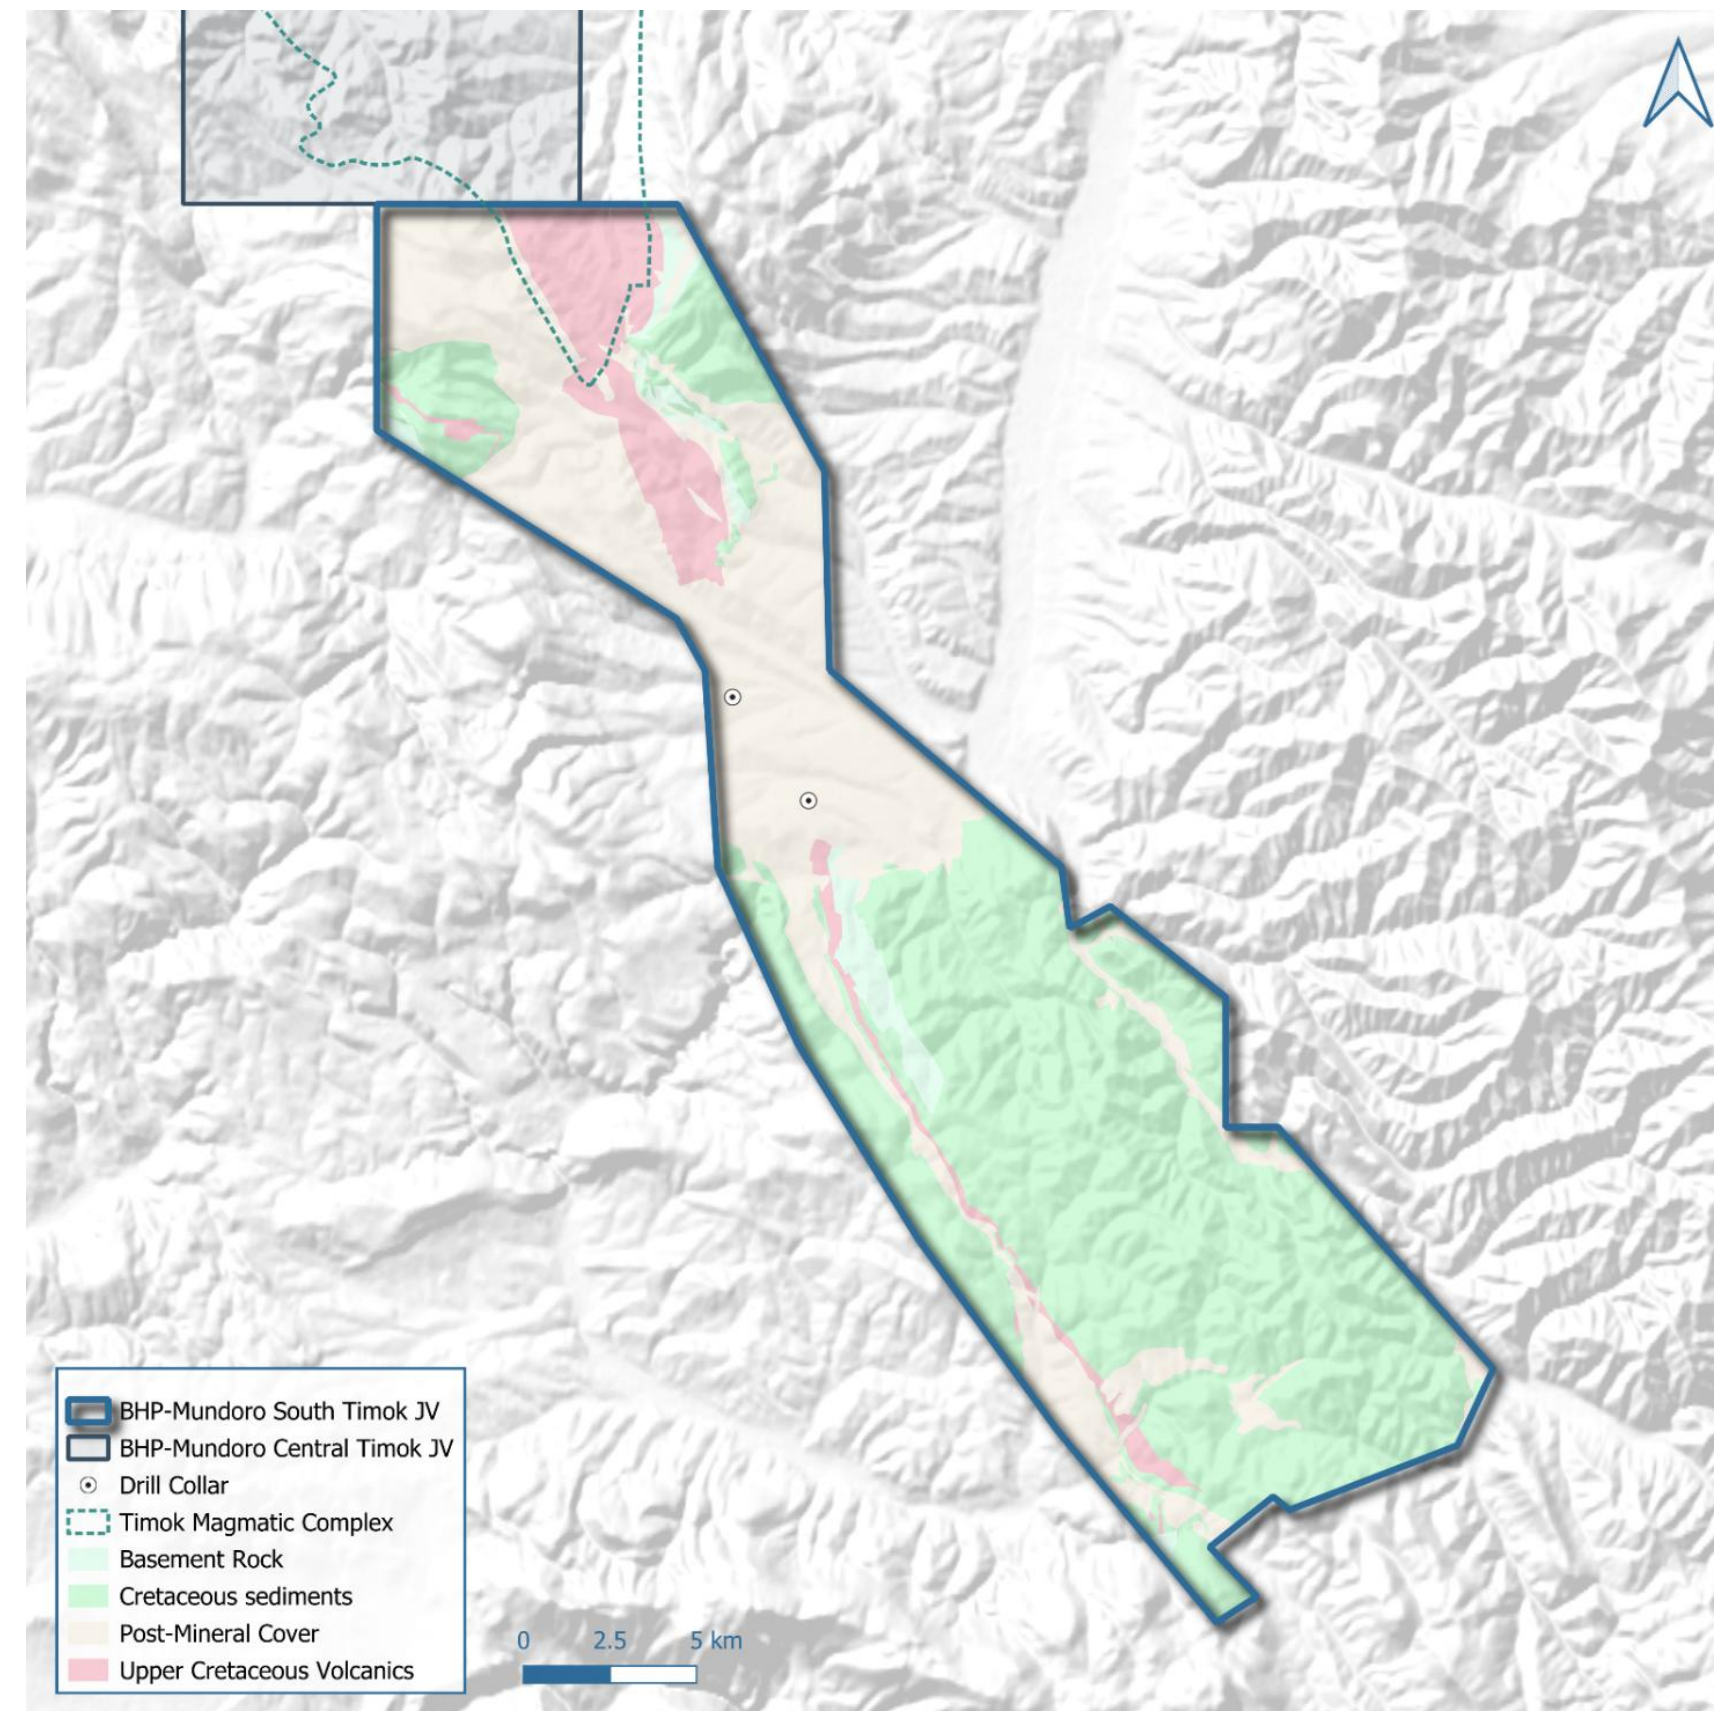 BHP-Mundoro South Timok JV
BHP-Mundoro Central Timok JV
Drill Collar
Timok Magmatic Complex
Basement Rock
Cretaceous sediments
Post-Mineral Cover
Upper Cretaceous Volcanics
0 2.5 5 km